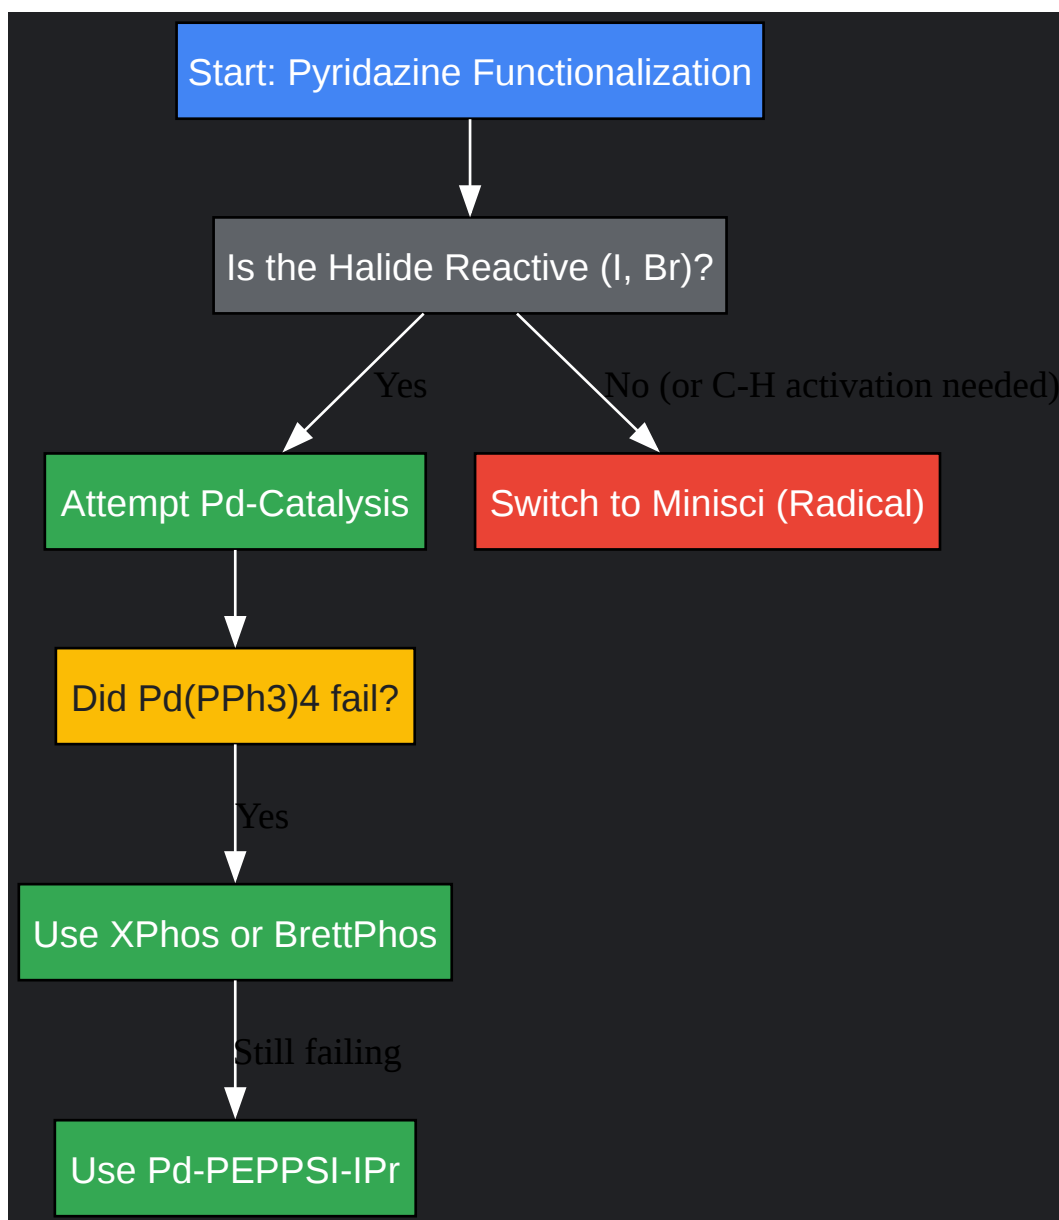 Start: Pyridazine Functionalization
Is the Halide Reactive (I, Br)?
Yes
No (or C-H activation needed)
Attempt Pd-Catalysis
Switch to Minisci (Radical)
Did Pd(PPh3)4 fail?
Yes
Use XPhos or BrettPhos
Still failing
Use Pd-PEPPSI-IPr